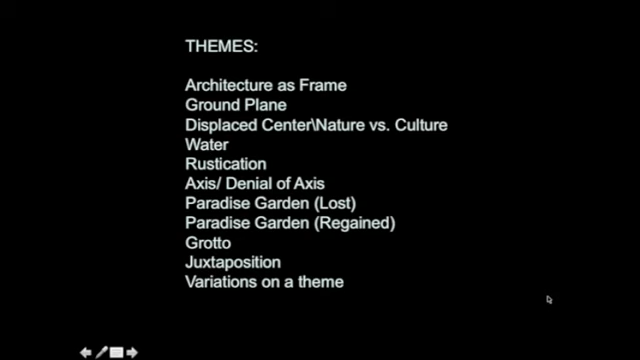 THEMES:
Architecture as Frame
Ground Plane
Displaced Center\Nature vs. Culture
Water
Rustication
Axis/ Denial of Axis
Paradise Garden (Lost)
Paradise Garden (Regained)
Grotto
Juxtaposition
Variations on a theme